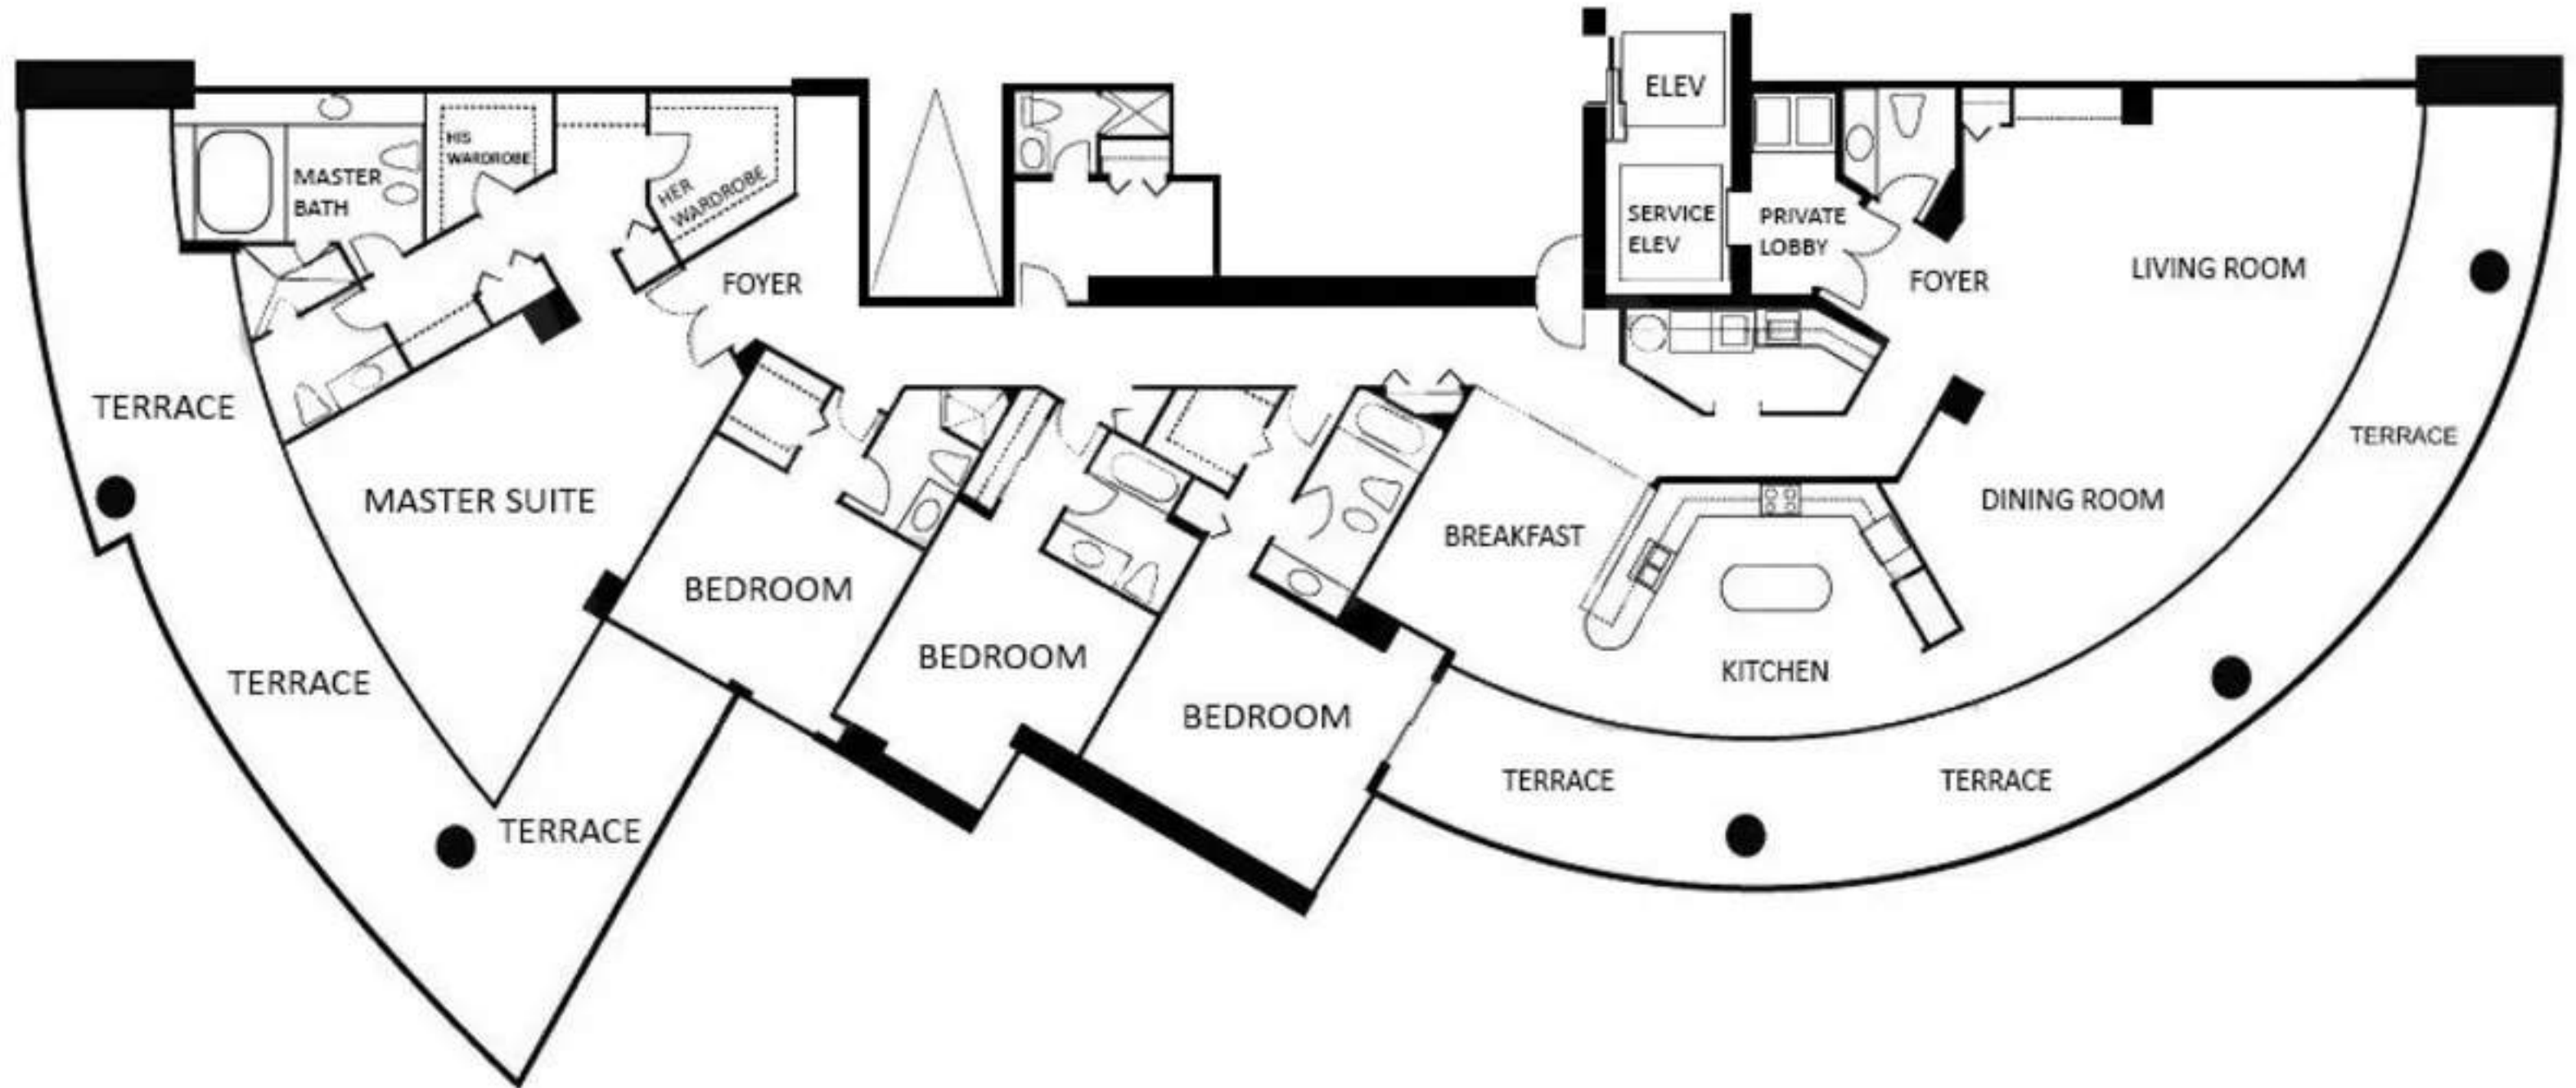 ELEV
HIS
WARDROBE
MASTER
BATH
HER
WARDROBE
SERVICE
ELEV
PRIVATE
LOBBY
FOYER
FOYER
LIVING ROOM
TERRACE
TERRACE
MASTER SUITE
DINING ROOM
BREAKFAST
BEDROOM
BEDROOM
KITCHEN
TERRACE
BEDROOM
TERRACE
TERRACE
TERRACE